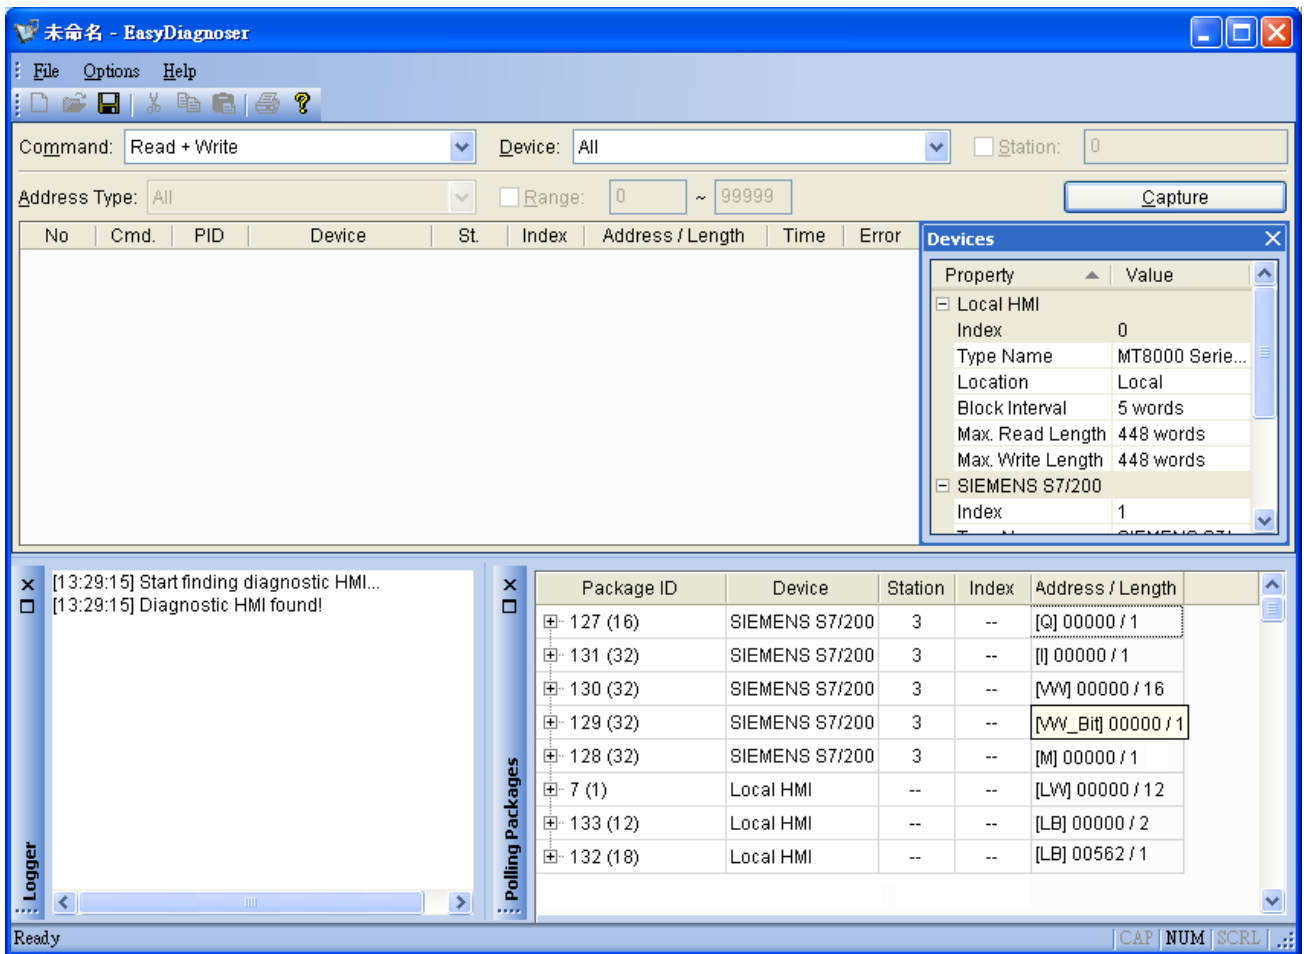 未命名 - EasyDiagnoser
File Options Help
Command: Read + Write Device: All Station: 0
Address Type: All Range: 0 ~ 99999 Capture
No Cmd. PID Device St. Index Address / Length Time Error
Devices
Property Value
Local HMI
Index 0
Type Name MT8000 Serie...
Location Local
Block Interval 5 words
Max. Read Length 448 words
Max. Write Length 448 words
SIEMENS S7/200
Index 1
[13:29:15] Start finding diagnostic HMI...
[13:29:15] Diagnostic HMI found!
Logger
Polling Packages
Package ID Device Station Index Address / Length
127 (16) SIEMENS S7/200 3 -- [Q] 00000 / 1
131 (32) SIEMENS S7/200 3 -- [I] 00000 / 1
130 (32) SIEMENS S7/200 3 -- [VW] 00000 / 16
129 (32) SIEMENS S7/200 3 -- [VW_Bit] 00000 / 1
128 (32) SIEMENS S7/200 3 -- [M] 00000 / 1
7 (1) Local HMI -- -- [LW] 00000 / 12
133 (12) Local HMI -- -- [LB] 00000 / 2
132 (18) Local HMI -- -- [LB] 00562 / 1
Ready CAP NUM SCRL